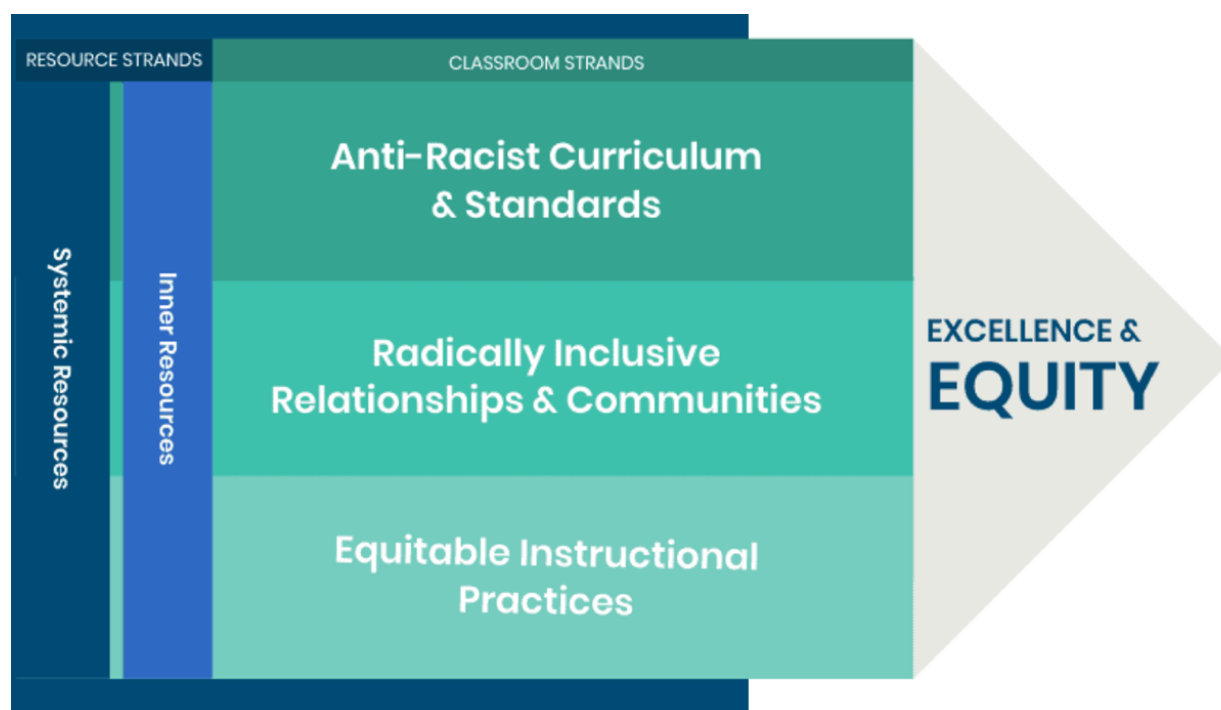 RESOURCE STRANDS
CLASSROOM STRANDS
Systemic Resources
Inner Resources
Anti-Racist Curriculum
& Standards
Radically Inclusive
Relationships & Communities
Equitable Instructional
Practices
EXCELLENCE &
EQUITY